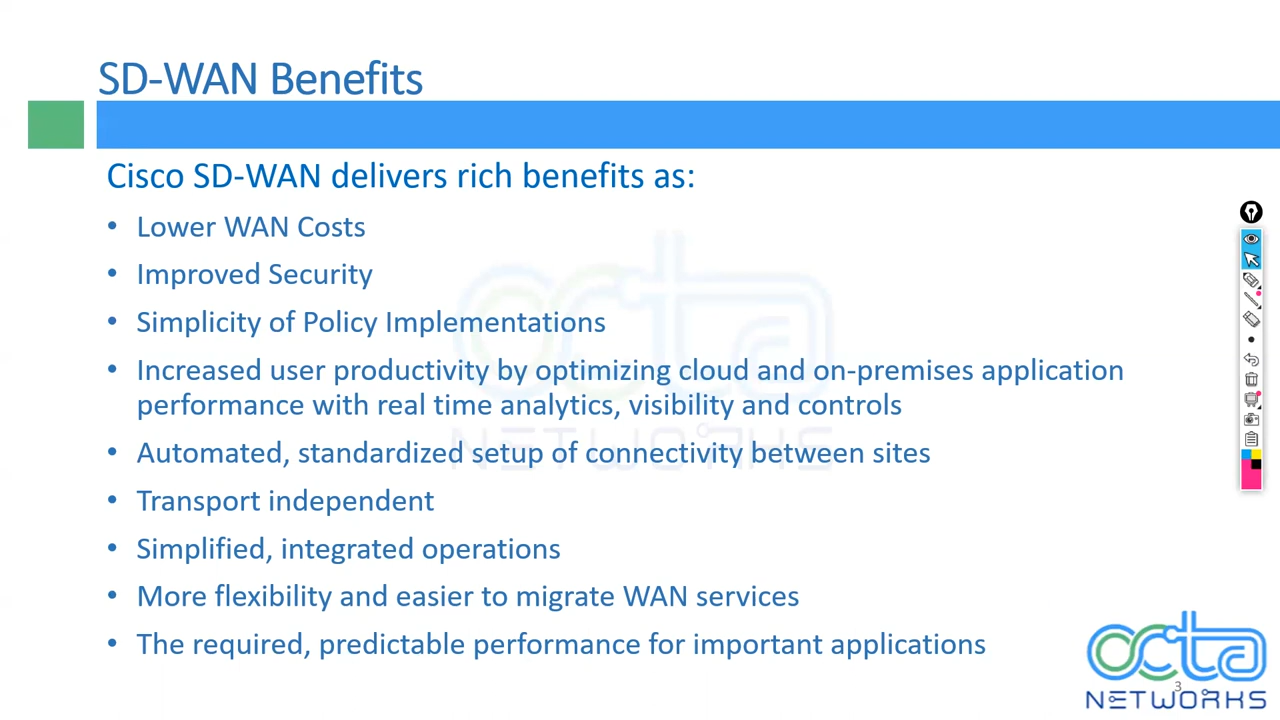 SD-WAN Benefits
Cisco SD-WAN delivers rich benefits as:
• Lower WAN Costs
• Improved Security
• Simplicity of Policy Implementations
• Increased user productivity by optimizing cloud and on-premises application
performance with real time analytics, visibility and controls
• Automated, standardized setup of connectivity between sites
• Transport independent
• Simplified, integrated operations
• More flexibility and easier to migrate WAN services
• The required, predictable performance for important applications
octa
NETWORKS
octa
3
NETWORKS